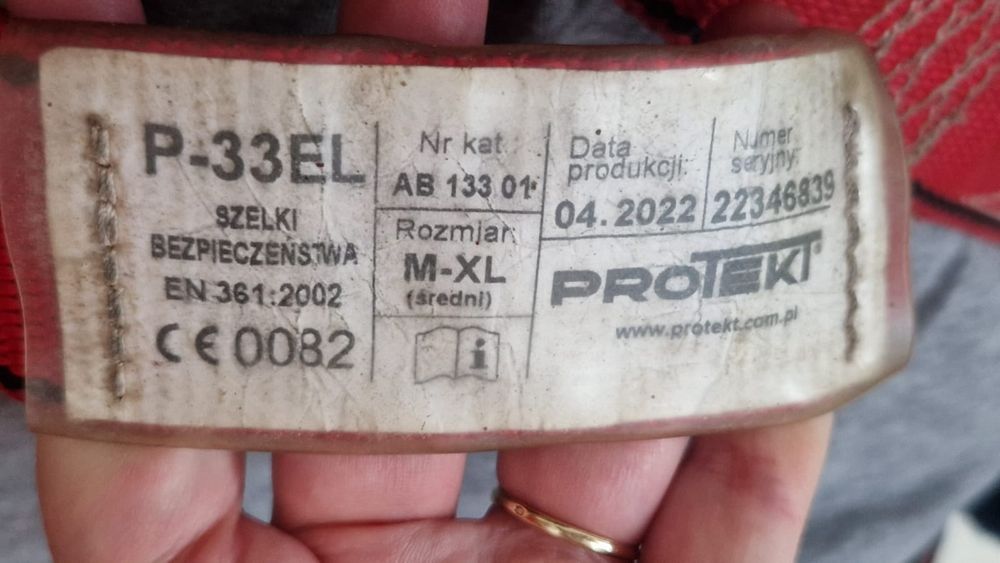 P-33EL
SZELKI
BEZPIECZEŃSTWA
EN 361:2002
CE 0082
Nr kat.
AB 133 01
Rozmiar:
M-XL
(średni)
i
Data
produkcji:
04.2022
Numer
seryjny:
22346839
PROTEKT®
www.protekt.com.pl